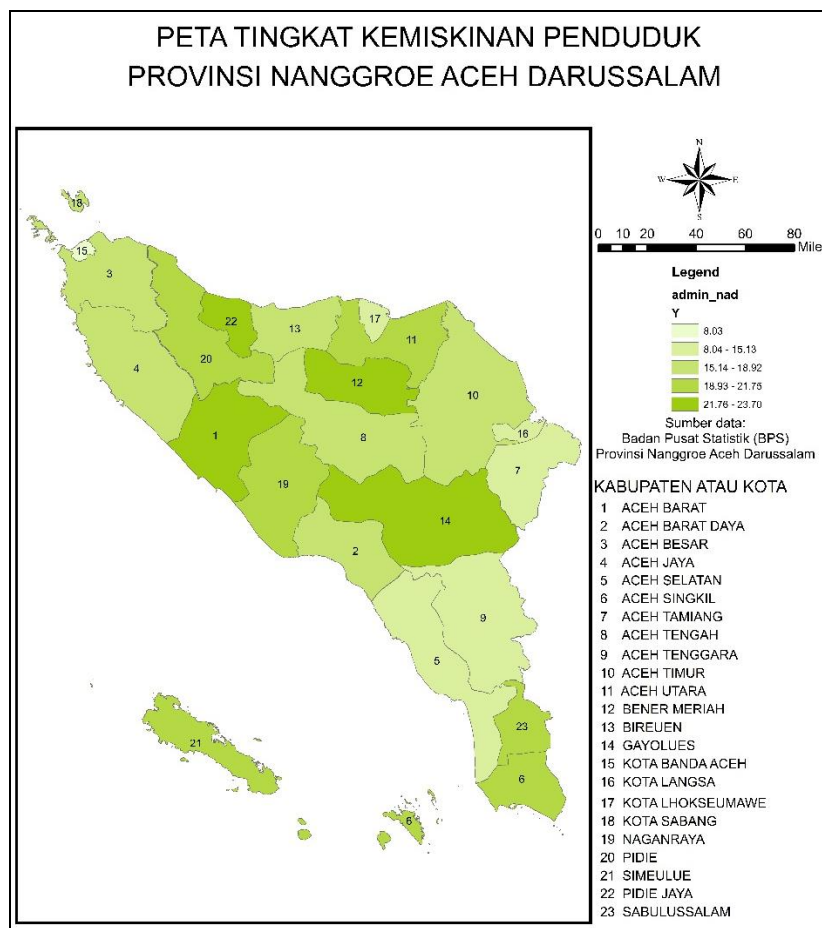 PETA TINGKAT KEMISKINAN PENDUDUK
PROVINSI NANGGROE ACEH DARUSSALAM
N
W E
S
0 10 20 40 60 80
Mile
Legend
admin_nad
Y
8.03
8.04 - 15.13
15.14 - 18.92
18.93 - 21.75
21.76 - 23.70
Sumber data:
Badan Pusat Statistik (BPS)
Provinsi Nanggroe Aceh Darussalam
KABUPATEN ATAU KOTA
1 ACEH BARAT
2 ACEH BARAT DAYA
3 ACEH BESAR
4 ACEH JAYA
5 ACEH SELATAN
6 ACEH SINGKIL
7 ACEH TAMIANG
8 ACEH TENGAH
9 ACEH TENGGARA
10 ACEH TIMUR
11 ACEH UTARA
12 BENER MERIAH
13 BIREUEN
14 GAYOLUES
15 KOTA BANDA ACEH
16 KOTA LANGSA
17 KOTA LHOKSEUMAWE
18 KOTA SABANG
19 NAGANRAYA
20 PIDIE
21 SIMEULUE
22 PIDIE JAYA
23 SABULUSSALAM
18
15
3
22
13
17
11
20
4
12
10
16
1
8
7
19
14
2
9
5
23
21
6
6